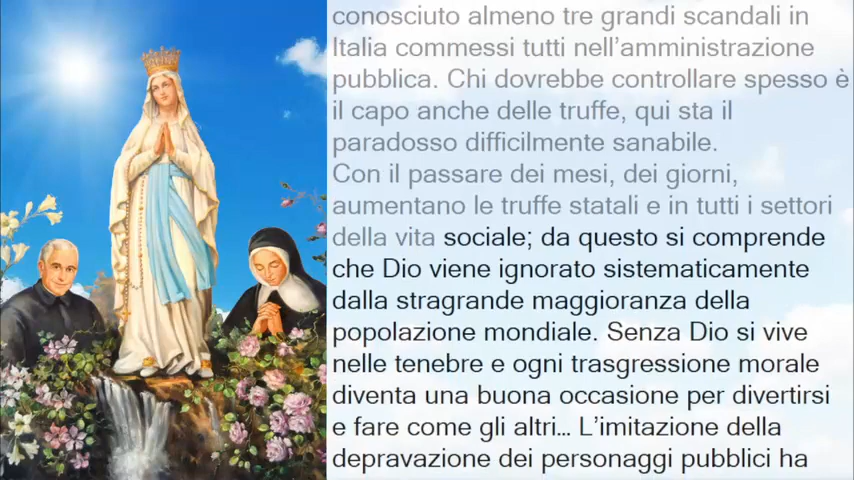 conosciuto almeno tre grandi scandali in
Italia commessi tutti nell’amministrazione
pubblica. Chi dovrebbe controllare spesso è
il capo anche delle truffe, qui sta il
paradosso difficilmente sanabile.
Con il passare dei mesi, dei giorni,
aumentano le truffe statali e in tutti i settori
della vita sociale; da questo si comprende
che Dio viene ignorato sistematicamente
dalla stragrande maggioranza della
popolazione mondiale. Senza Dio si vive
nelle tenebre e ogni trasgressione morale
diventa una buona occasione per divertirsi
e fare come gli altri… L’imitazione della
depravazione dei personaggi pubblici ha